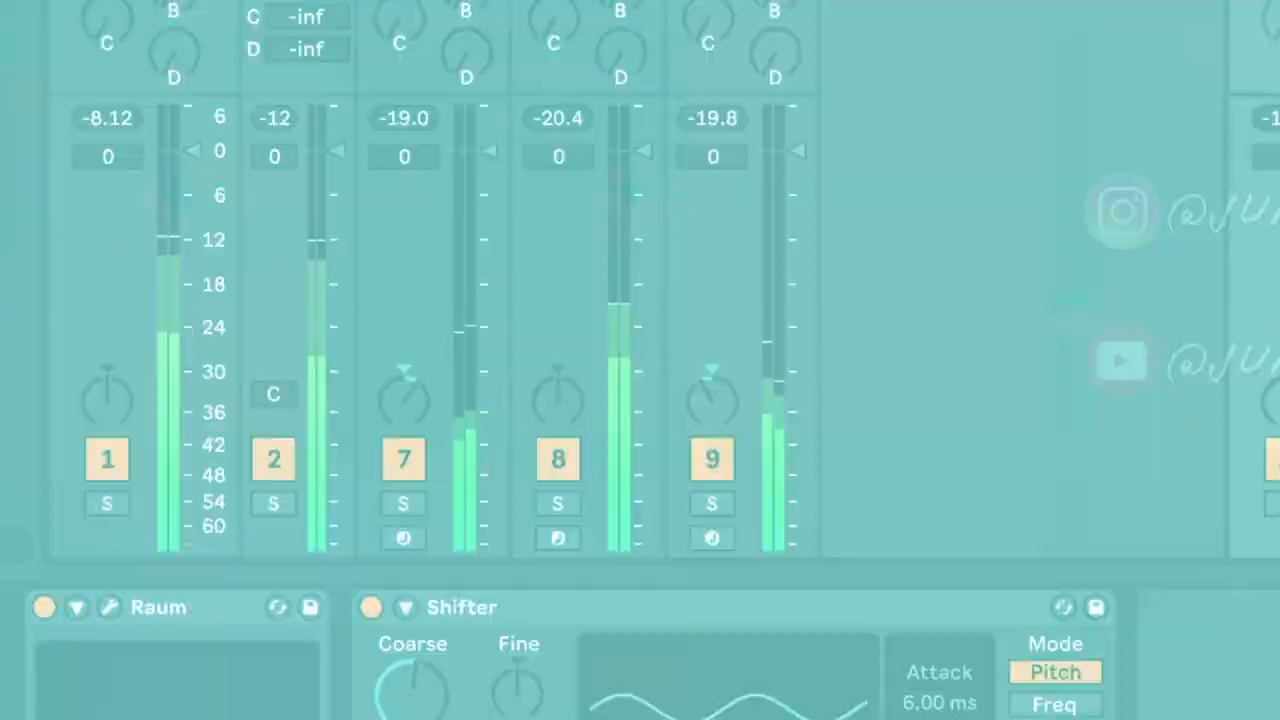 B B B B
C -inf
C C C C
D -inf
D D D D
-8.12 6 -12 -19.0 -20.4 -19.8
0 0 0 0 0 0
6
12
18
24
30
C
36
42
1 2 7 8 9
48
S 54 S S S S
60
Raum Shifter
Coarse Fine Mode
Attack Pitch
6.00 ms Freq